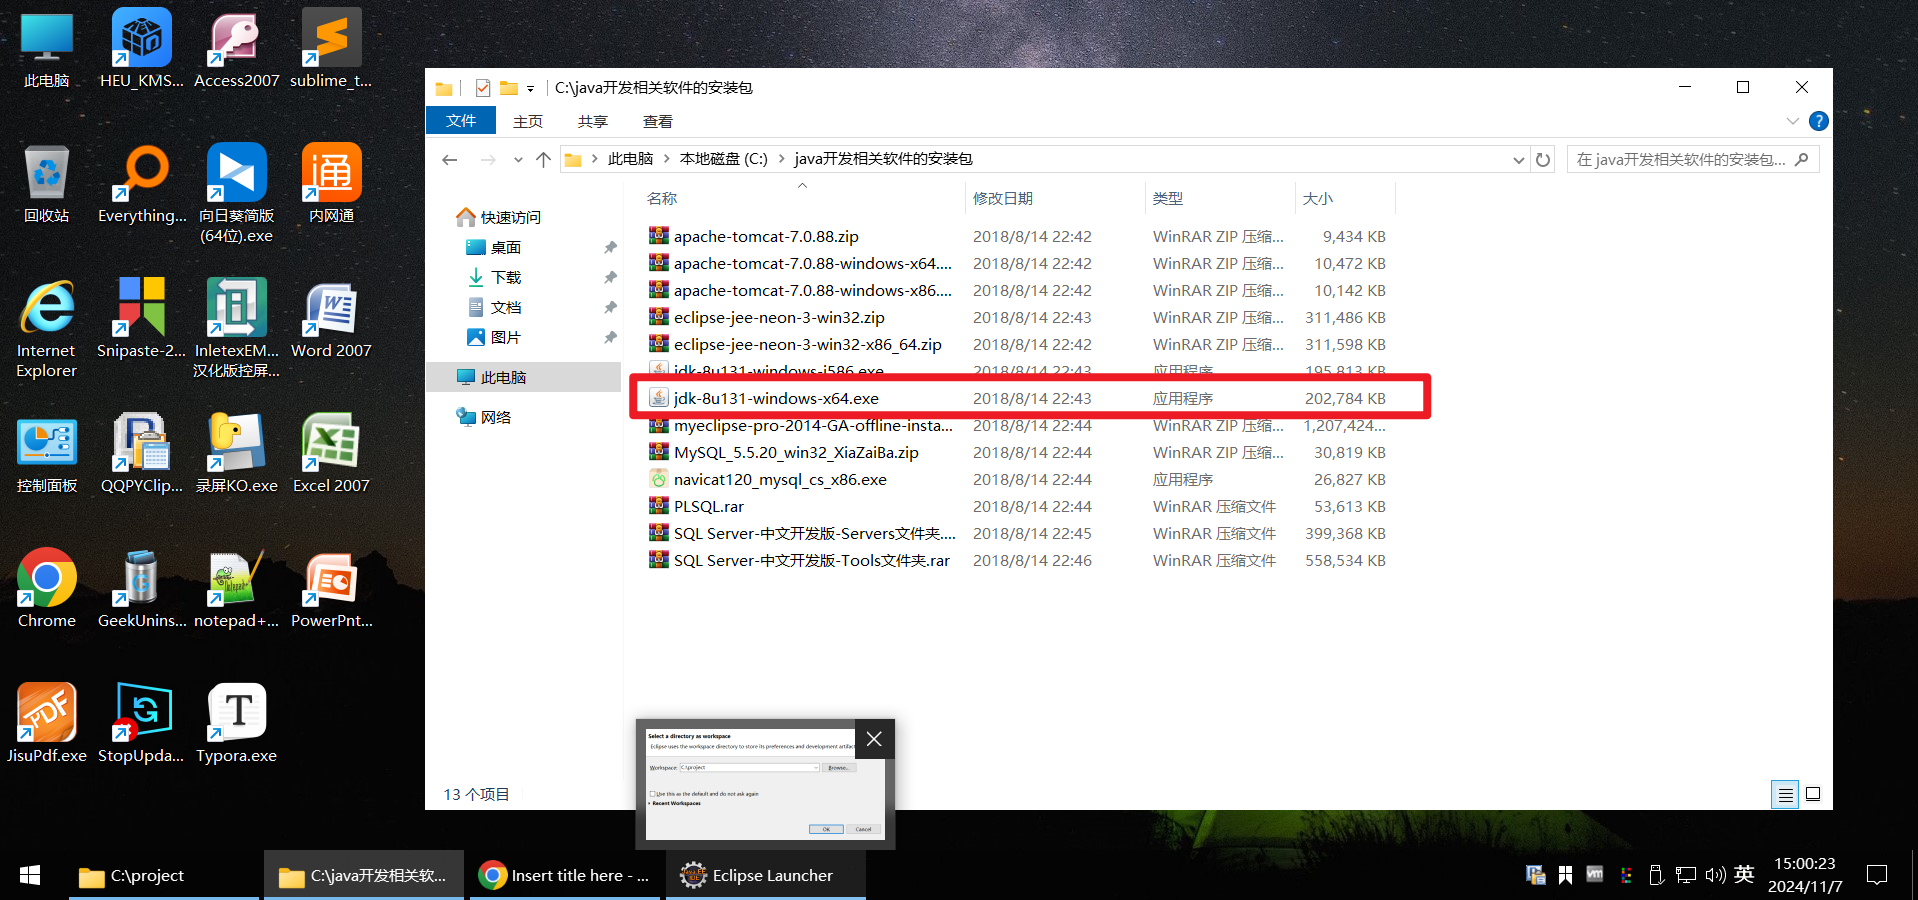 此电脑
HEU_KMS...
Access2007
sublime_t...
回收站
Everything...
向日葵简版
(64位).exe
内网通
Internet
Explorer
Snipaste-2...
InletexEM...
汉化版控屏...
Word 2007
控制面板
QQPYClip...
录屏KO.exe
Excel 2007
Chrome
GeekUnins...
notepad+...
PowerPnt...
JisuPdf.exe
StopUpda...
Typora.exe
C:\java开发相关软件的安装包
文件
主页
共享
查看
此电脑
本地磁盘 (C:)
java开发相关软件的安装包
在 java开发相关软件的安装包...
快速访问
桌面
下载
文档
图片
此电脑
网络
名称 修改日期 类型 大小
apache-tomcat-7.0.88.zip 2018/8/14 22:42 WinRAR ZIP 压缩... 9,434 KB
apache-tomcat-7.0.88-windows-x64.... 2018/8/14 22:42 WinRAR ZIP 压缩... 10,472 KB
apache-tomcat-7.0.88-windows-x86.... 2018/8/14 22:42 WinRAR ZIP 压缩... 10,142 KB
eclipse-jee-neon-3-win32.zip 2018/8/14 22:43 WinRAR ZIP 压缩... 311,486 KB
eclipse-jee-neon-3-win32-x86_64.zip 2018/8/14 22:42 WinRAR ZIP 压缩... 311,598 KB
jdk-8u131-windows-i586.exe 2018/8/14 22:43 应用程序 195,813 KB
jdk-8u131-windows-x64.exe 2018/8/14 22:43 应用程序 202,784 KB
myeclipse-pro-2014-GA-offline-insta... 2018/8/14 22:44 WinRAR ZIP 压缩... 1,207,424...
MySQL_5.5.20_win32_XiaZaiBa.zip 2018/8/14 22:44 WinRAR ZIP 压缩... 30,819 KB
navicat120_mysql_cs_x86.exe 2018/8/14 22:44 应用程序 26,827 KB
PLSQL.rar 2018/8/14 22:44 WinRAR 压缩文件 53,613 KB
SQL Server-中文开发版-Servers文件夹.... 2018/8/14 22:45 WinRAR 压缩文件 399,368 KB
SQL Server-中文开发版-Tools文件夹.rar 2018/8/14 22:46 WinRAR 压缩文件 558,534 KB
13 个项目
Select a directory as workspace
Eclipse uses the workspace directory to store its preferences and development artifac
Workspace: C:\project Browse...
Use this as the default and do not ask again
Recent Workspaces
OK Cancel
C:\project
C:\java开发相关软...
Insert title here - ...
Eclipse Launcher
英
15:00:23
2024/11/7